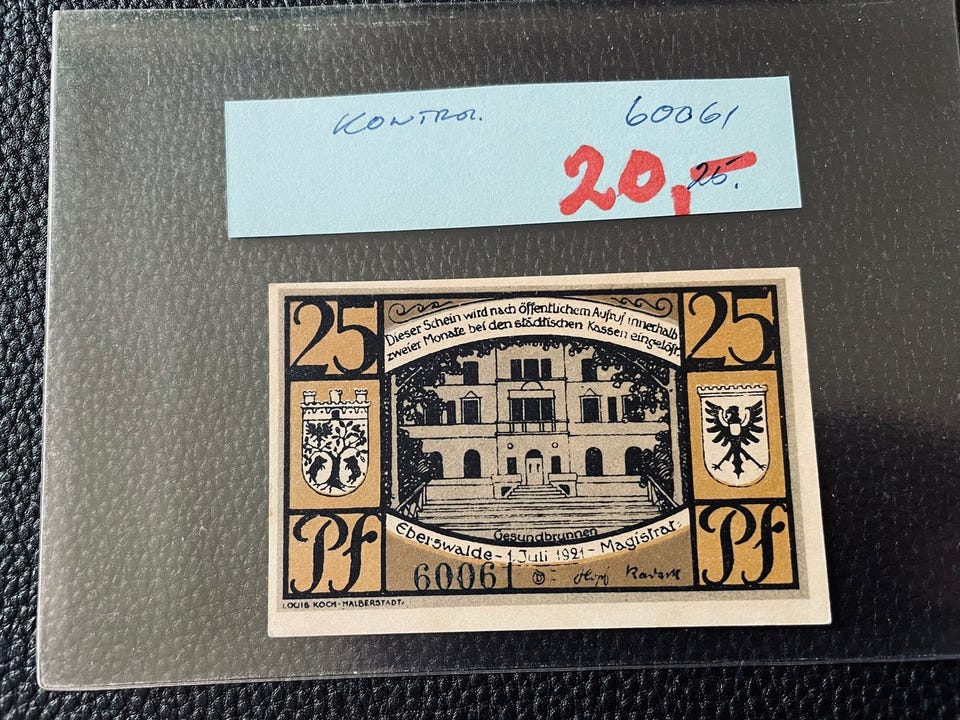 KONTROL. 60061
20,-
25.
25 25
Dieser Schein wird nach öffentlichem Aufruf innerhalb
zweier Monate bei den städtischen Kassen eingelöst.
Gesundbrunnen
Eberswalde - 1. Juli 1921 - Magistrat:
Pf Pf
60061
LOUIS KOCH-HALBERSTADT.